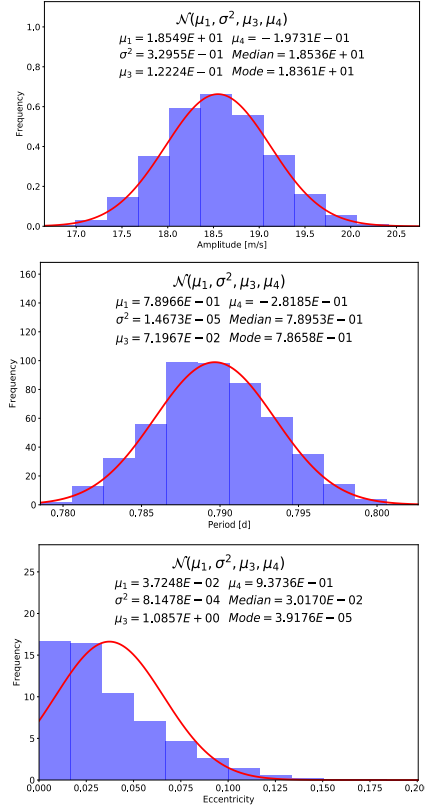 𝒩(μ₁, σ², μ₃, μ₄)
μ₁ = 1.8549E + 01 μ₄ = − 1.9731E − 01
σ² = 3.2955E − 01 Median = 1.8536E + 01
μ₃ = 1.2224E − 01 Mode = 1.8361E + 01
1.0
0.8
0.6
0.4
0.2
0.0
Frequency
17.0 17.5 18.0 18.5 19.0 19.5 20.0 20.5
Amplitude [m/s]
𝒩(μ₁, σ², μ₃, μ₄)
μ₁ = 7.8966E − 01 μ₄ = − 2.8185E − 01
σ² = 1.4673E − 05 Median = 7.8953E − 01
μ₃ = 7.1967E − 02 Mode = 7.8658E − 01
160
140
120
100
80
60
40
20
0
Frequency
0,780 0,785 0,790 0,795 0,800
Period [d]
𝒩(μ₁, σ², μ₃, μ₄)
μ₁ = 3.7248E − 02 μ₄ = 9.3736E − 01
σ² = 8.1478E − 04 Median = 3.0170E − 02
μ₃ = 1.0857E + 00 Mode = 3.9176E − 05
25
20
15
10
5
0
Frequency
0.000 0.025 0.050 0.075 0.100 0.125 0.150 0.175 0.20
Eccentricity